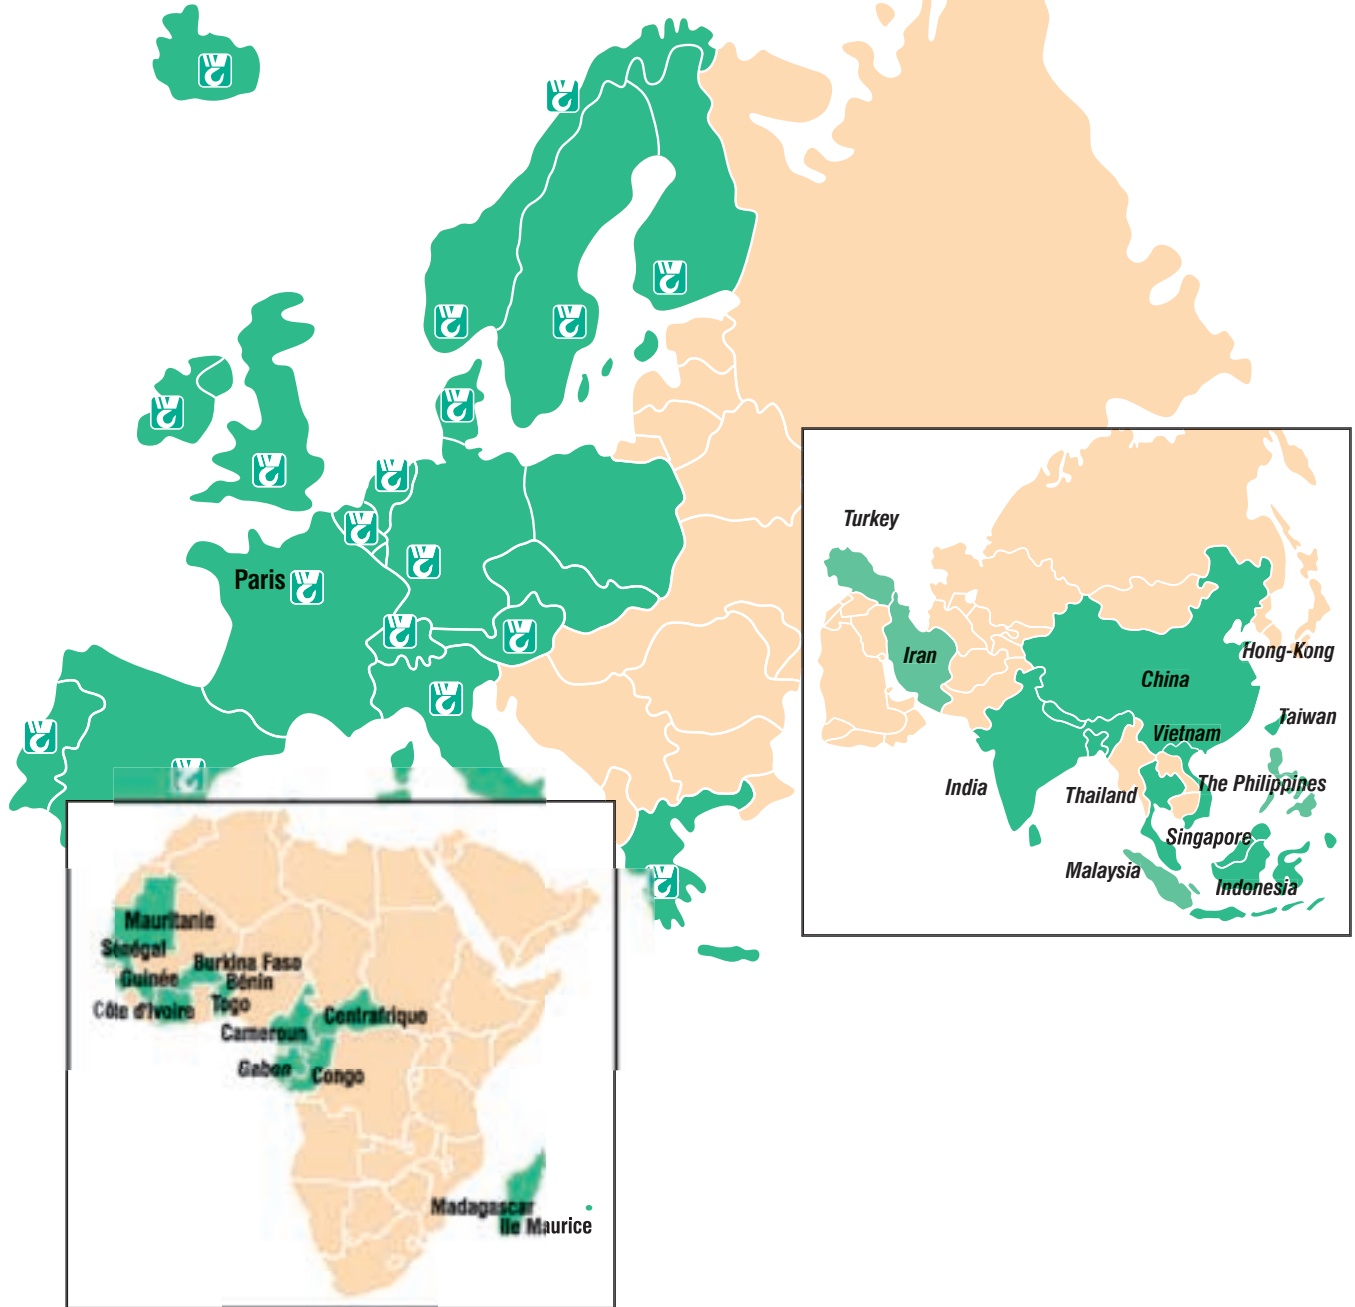 Paris
Turkey
Iran
Hong-Kong
China
Taiwan
Vietnam
India
Thailand
The Philippines
Singapore
Malaysia
Indonesia
Mauritanie
Sénégal
Burkina Faso
Guinée
Bénin
Togo
Côte d'Ivoire
Centrafrique
Cameroun
Gabon
Congo
Madagascar
Ile Maurice